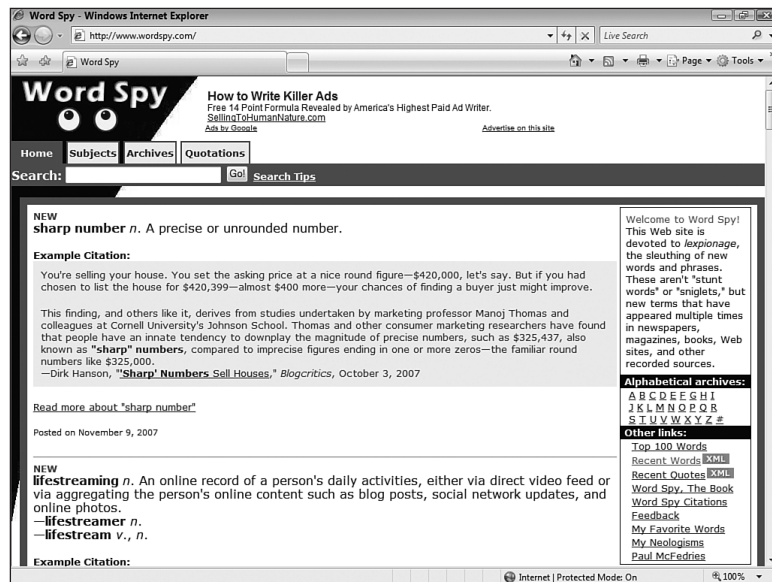 Word Spy - Windows Internet Explorer
http://www.wordspy.com/
Live Search
Word Spy
Page
Tools
Word Spy
How to Write Killer Ads
Free 14 Point Formula Revealed by America's Highest Paid Ad Writer.
SellingToHumanNature.com
Ads by Google
Advertise on this site
Home
Subjects
Archives
Quotations
Search:
Go!
Search Tips
NEW
sharp number n. A precise or unrounded number.
Example Citation:
You're selling your house. You set the asking price at a nice round figure—$420,000, let's say. But if you had
chosen to list the house for $420,399—almost $400 more—your chances of finding a buyer just might improve.
This finding, and others like it, derives from studies undertaken by marketing professor Manoj Thomas and
colleagues at Cornell University's Johnson School. Thomas and other consumer marketing researchers have found
that people have an innate tendency to downplay the magnitude of precise numbers, such as $325,437, also
known as "sharp" numbers, compared to imprecise figures ending in one or more zeros—the familiar round
numbers like $325,000.
—Dirk Hanson, "'Sharp' Numbers Sell Houses," Blogcritics, October 3, 2007
Read more about "sharp number"
Posted on November 9, 2007
NEW
lifestreaming n. An online record of a person's daily activities, either via direct video feed or
via aggregating the person's online content such as blog posts, social network updates, and
online photos.
—lifestreamer n.
—lifestream v., n.
Example Citation:
Welcome to Word Spy!
This Web site is
devoted to lexpionage,
the sleuthing of new
words and phrases.
These aren't "stunt
words" or "sniglets," but
new terms that have
appeared multiple times
in newspapers,
magazines, books, Web
sites, and other
recorded sources.
Alphabetical archives:
A B C D E F G H I
J K L M N O P Q R
S T U V W X Y Z #
Other links:
Top 100 Words
Recent Words XML
Recent Quotes XML
Word Spy, The Book
Word Spy Citations
Feedback
My Favorite Words
My Neologisms
Paul McFedries
Internet | Protected Mode: On
100%